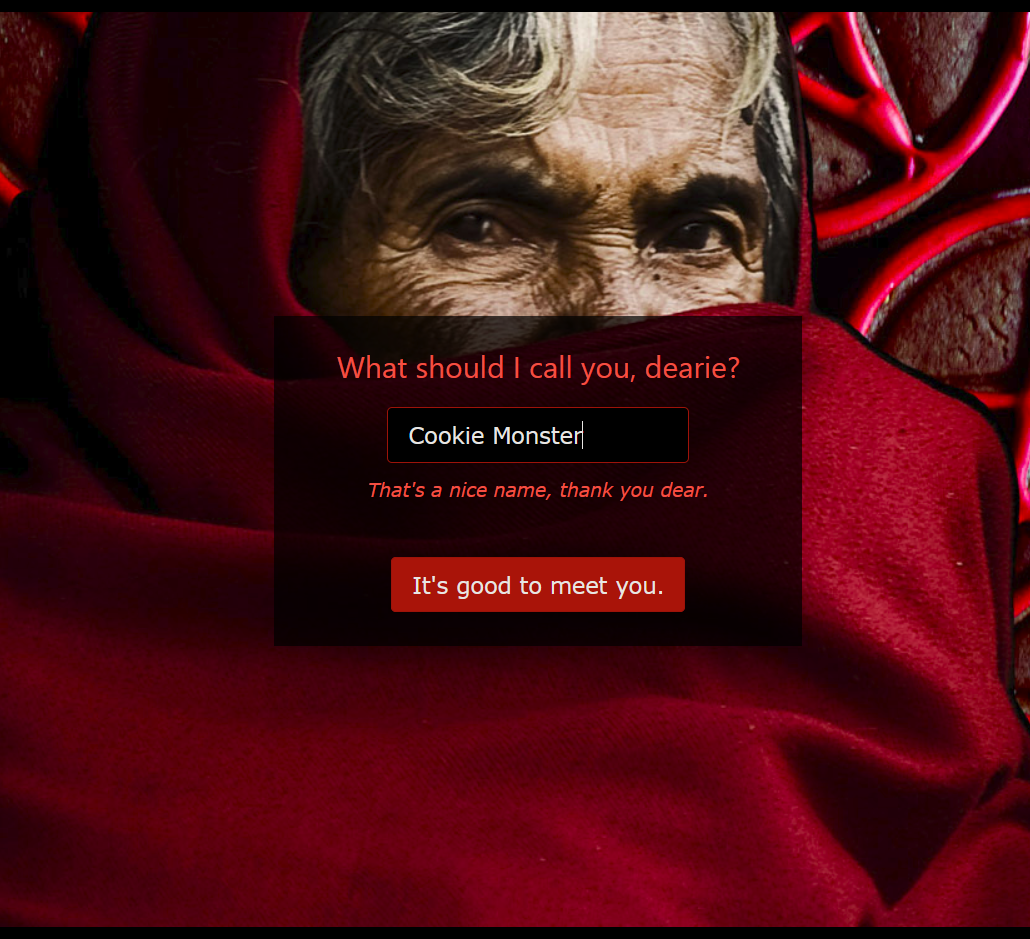 What should I call you, dearie?
Cookie Monster
That's a nice name, thank you dear.
It's good to meet you.